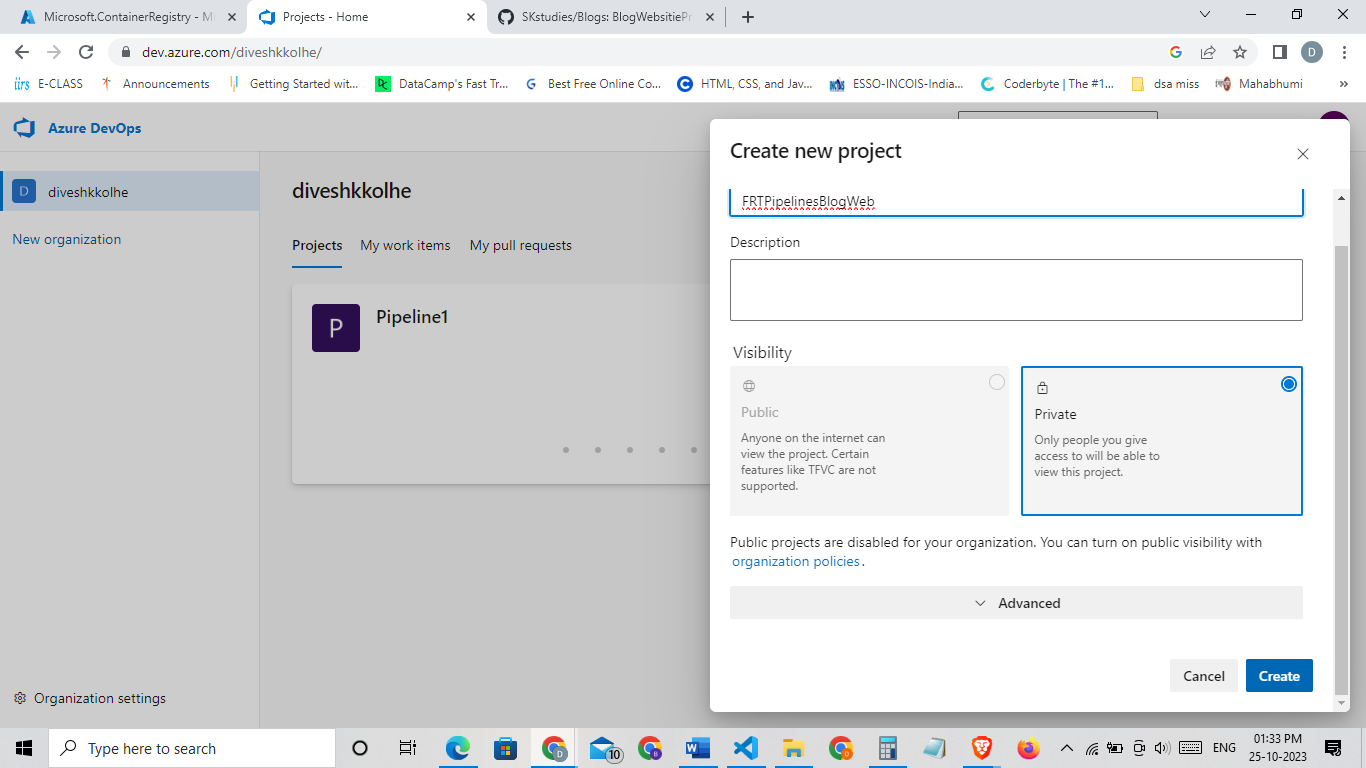 Microsoft.ContainerRegistry - Mi
Projects - Home
SKstudies/Blogs: BlogWebsitiePr
dev.azure.com/diveshkkolhe/
D
E-CLASS
Announcements
Getting Started wit...
DC
DataCamp's Fast Tr...
G
Best Free Online Co...
C
HTML, CSS, and Jav...
ESSO-INCOIS-India...
Coderbyte | The #1...
dsa miss
Mahabhumi
»
Azure DevOps
Create new project
D
diveshkkolhe
diveshkkolhe
FRTPipelinesBlogWeb
New organization
Description
Projects
My work items
My pull requests
P
Pipeline1
Visibility
Public
Anyone on the internet can
view the project. Certain
features like TFVC are not
supported.
Private
Only people you give
access to will be able to
view this project.
Public projects are disabled for your organization. You can turn on public visibility with
organization policies.
Advanced
Cancel
Create
Organization settings
Type here to search
10
ENG
01:33 PM
25-10-2023